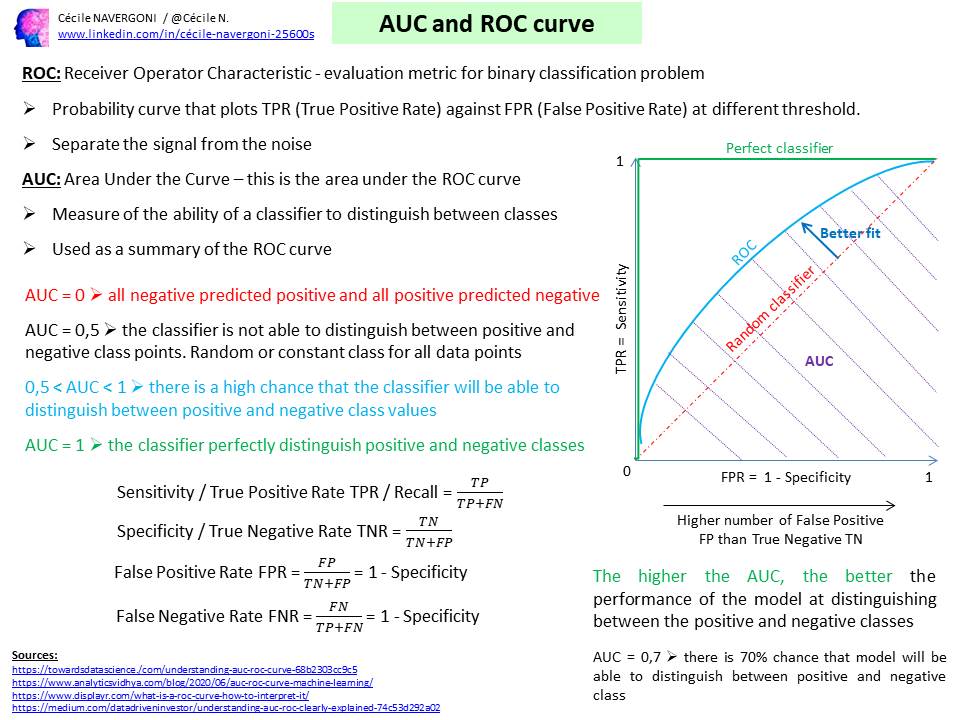 Cécile NAVERGONI / @Cécile N.
www.linkedin.com/in/cécile-navergoni-25600s
AUC and ROC curve
ROC: Receiver Operator Characteristic - evaluation metric for binary classification problem
➢ Probability curve that plots TPR (True Positive Rate) against FPR (False Positive Rate) at different threshold.
➢ Separate the signal from the noise
AUC: Area Under the Curve – this is the area under the ROC curve
➢ Measure of the ability of a classifier to distinguish between classes
➢ Used as a summary of the ROC curve
AUC = 0 ➢ all negative predicted positive and all positive predicted negative
AUC = 0,5 ➢ the classifier is not able to distinguish between positive and
negative class points. Random or constant class for all data points
0,5 < AUC < 1 ➢ there is a high chance that the classifier will be able to
distinguish between positive and negative class values
AUC = 1 ➢ the classifier perfectly distinguish positive and negative classes
Sensitivity / True Positive Rate TPR / Recall = TP / TP+FN
Specificity / True Negative Rate TNR = TN / TN+FP
False Positive Rate FPR = FP / TN+FP = 1 - Specificity
False Negative Rate FNR = FN / TP+FN = 1 - Specificity
Sources:
https://towardsdatascience./com/understanding-auc-roc-curve-68b2303cc9c5
https://www.analyticsvidhya.com/blog/2020/06/auc-roc-curve-machine-learning/
https://www.displayr.com/what-is-a-roc-curve-how-to-interpret-it/
https://medium.com/datadriveninvestor/understanding-auc-roc-clearly-explained-74c53d292a02
Perfect classifier
1
Better fit
ROC
Random classifier
TPR = Sensitivity
AUC
0
FPR = 1 - Specificity
1
Higher number of False Positive
FP than True Negative TN
The higher the AUC, the better the
performance of the model at distinguishing
between the positive and negative classes
AUC = 0,7 ➢ there is 70% chance that model will be
able to distinguish between positive and negative
class